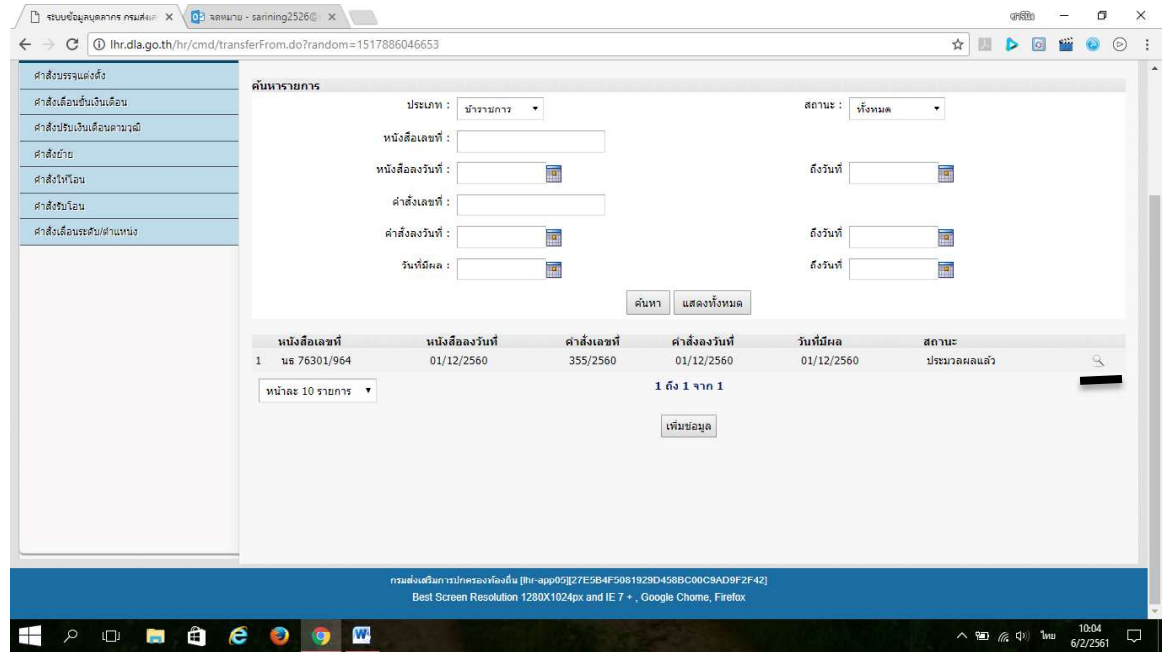 ระบบข้อมูลบุคลากร กรมส่งเส
จดหมาย - sarining2526@
lhr.dla.go.th/hr/cmd/transferFrom.do?random=1517886046653
คำสั่งบรรจุแต่งตั้ง
คำสั่งเลื่อนขั้นเงินเดือน
คำสั่งปรับเงินเดือนตามวุฒิ
คำสั่งย้าย
คำสั่งให้โอน
คำสั่งรับโอน
คำสั่งเลื่อนระดับ/ตำแหน่ง
ค้นหารายการ
ประเภท : ข้าราชการ สถานะ : ทั้งหมด
หนังสือเลขที่ :
หนังสือลงวันที่ : ถึงวันที่
คำสั่งเลขที่ :
คำสั่งลงวันที่ : ถึงวันที่
วันที่มีผล : ถึงวันที่
ค้นหา แสดงทั้งหมด
หนังสือเลขที่ หนังสือลงวันที่ คำสั่งเลขที่ คำสั่งลงวันที่ วันที่มีผล สถานะ
1 นธ 76301/964 01/12/2560 355/2560 01/12/2560 01/12/2560 ประมวลผลแล้ว
หน้าละ 10 รายการ 1 ถึง 1 จาก 1
เพิ่มข้อมูล
กรมส่งเสริมการปกครองท้องถิ่น [lhr-app05][27E5B4F5081929D458BC00C9AD9F2F42]
Best Screen Resolution 1280X1024px and IE 7 + , Google Chome, Firefox
ไทย 10:04
6/2/2561